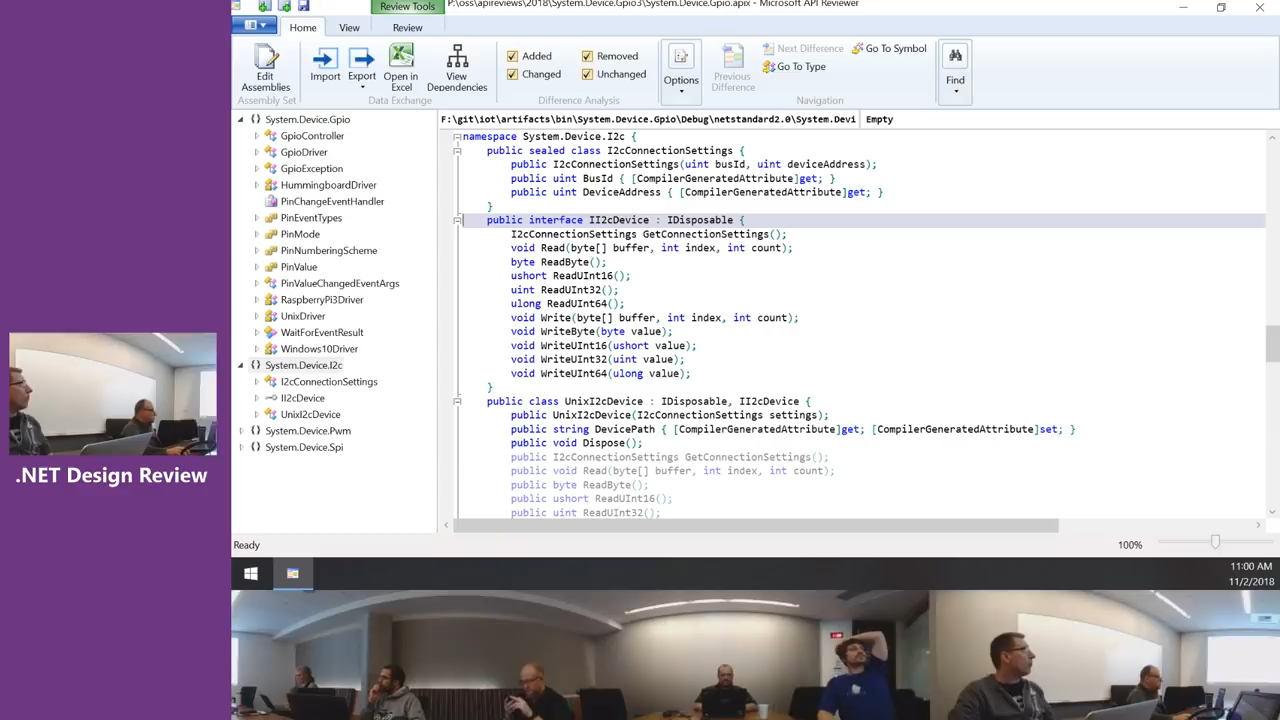 Review Tools
P:\oss\apireviews\2018\System.Device.Gpio3\System.Device.Gpio.apix - Microsoft API Reviewer
Home View Review
Edit Assemblies
Import
Export
Open in Excel
View Dependencies
Added
Removed
Changed
Unchanged
Options
Previous Difference
Next Difference
Go To Symbol
Go To Type
Find
Assembly Set
Data Exchange
Difference Analysis
Navigation
System.Device.Gpio
GpioController
GpioDriver
GpioException
HummingboardDriver
PinChangeEventHandler
PinEventTypes
PinMode
PinNumberingScheme
PinValue
PinValueChangedEventArgs
RaspberryPi3Driver
UnixDriver
WaitForEventResult
Windows10Driver
System.Device.I2c
I2cConnectionSettings
II2cDevice
UnixI2cDevice
System.Device.Pwm
System.Device.Spi
F:\git\iot\artifacts\bin\System.Device.Gpio\Debug\netstandard2.0\System.Devi
Empty
namespace System.Device.I2c {
public sealed class I2cConnectionSettings {
public I2cConnectionSettings(uint busId, uint deviceAddress);
public uint BusId { [CompilerGeneratedAttribute]get; }
public uint DeviceAddress { [CompilerGeneratedAttribute]get; }
}
public interface II2cDevice : IDisposable {
I2cConnectionSettings GetConnectionSettings();
void Read(byte[] buffer, int index, int count);
byte ReadByte();
ushort ReadUInt16();
uint ReadUInt32();
ulong ReadUInt64();
void Write(byte[] buffer, int index, int count);
void WriteByte(byte value);
void WriteUInt16(ushort value);
void WriteUInt32(uint value);
void WriteUInt64(ulong value);
}
public class UnixI2cDevice : IDisposable, II2cDevice {
public UnixI2cDevice(I2cConnectionSettings settings);
public string DevicePath { [CompilerGeneratedAttribute]get; [CompilerGeneratedAttribute]set; }
public void Dispose();
public I2cConnectionSettings GetConnectionSettings();
public void Read(byte[] buffer, int index, int count);
public byte ReadByte();
public ushort ReadUInt16();
public uint ReadUInt32();
.NET Design Review
Ready
100%
11:00 AM
11/2/2018